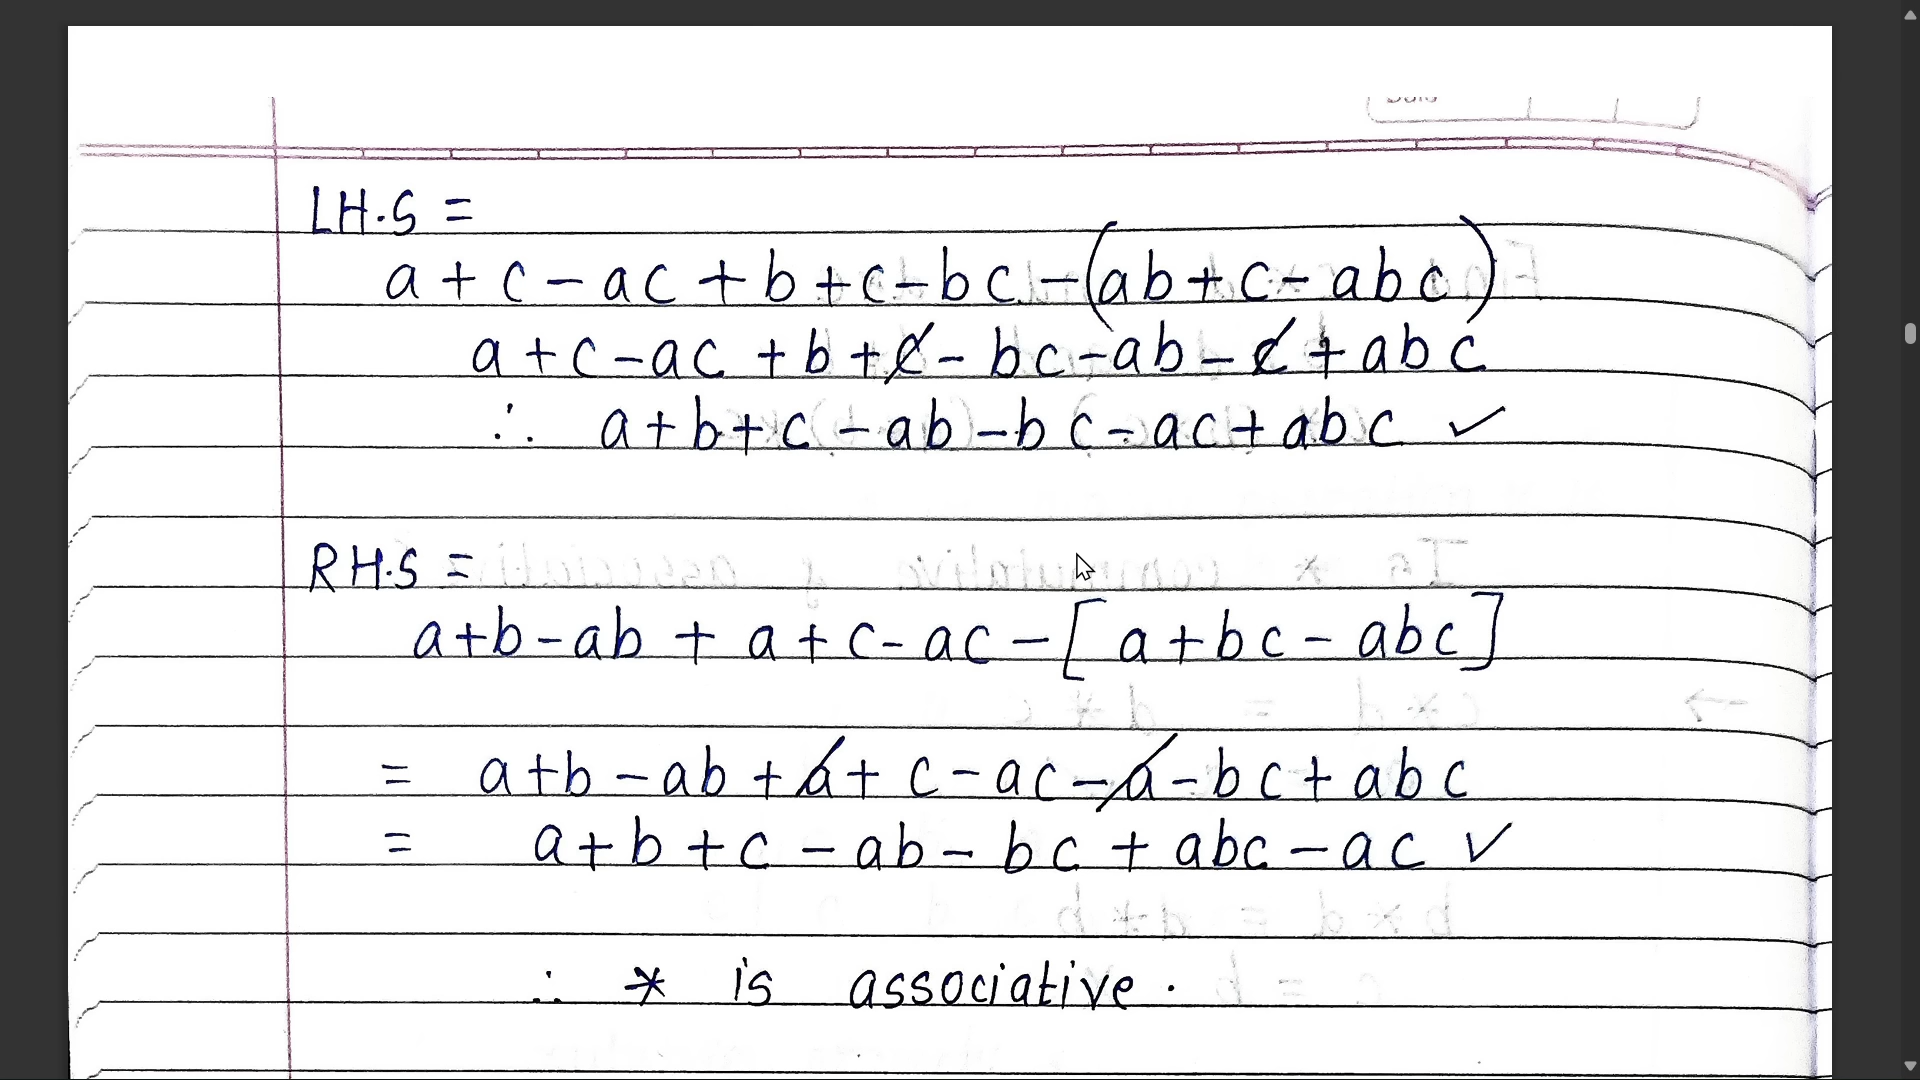 LH.S =
a + c - ac + b + c - bc - (ab + c - abc)
a + c - ac + b + c - bc - ab - c + abc
∴ a + b + c - ab - bc - ac + abc ✓
RH.S =
a + b - ab + a + c - ac - [a + bc - abc]
= a + b - ab + a + c - ac - a - bc + abc
= a + b + c - ab - bc + abc - ac ✓
∴ * is associative.